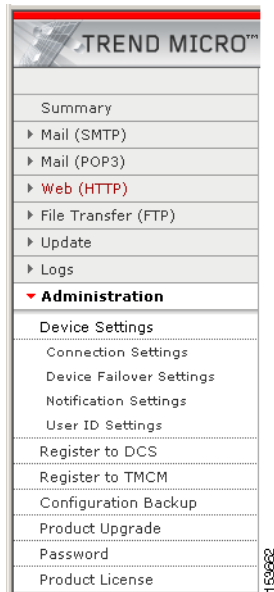 TREND MICRO™
Summary
Mail (SMTP)
Mail (POP3)
Web (HTTP)
File Transfer (FTP)
Update
Logs
Administration
Device Settings
Connection Settings
Device Failover Settings
Notification Settings
User ID Settings
Register to DCS
Register to TMCM
Configuration Backup
Product Upgrade
Password
Product License
153662